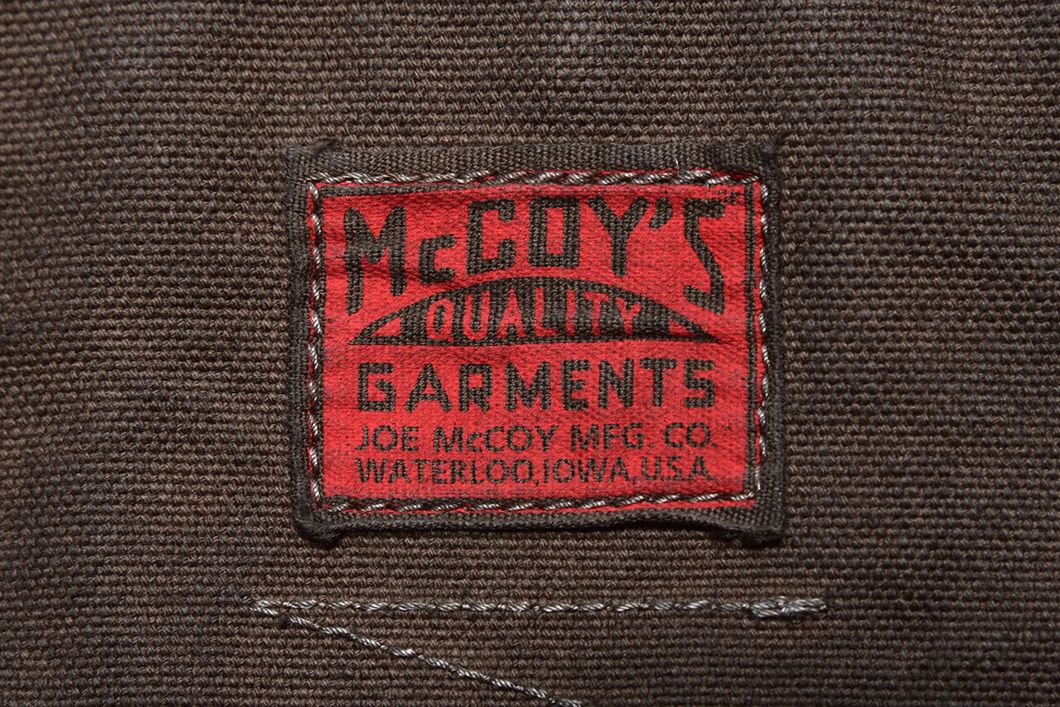 McCOY'S
QUALITY
GARMENTS
JOE McCOY MFG. CO.
WATERLOO, IOWA, U.S.A.